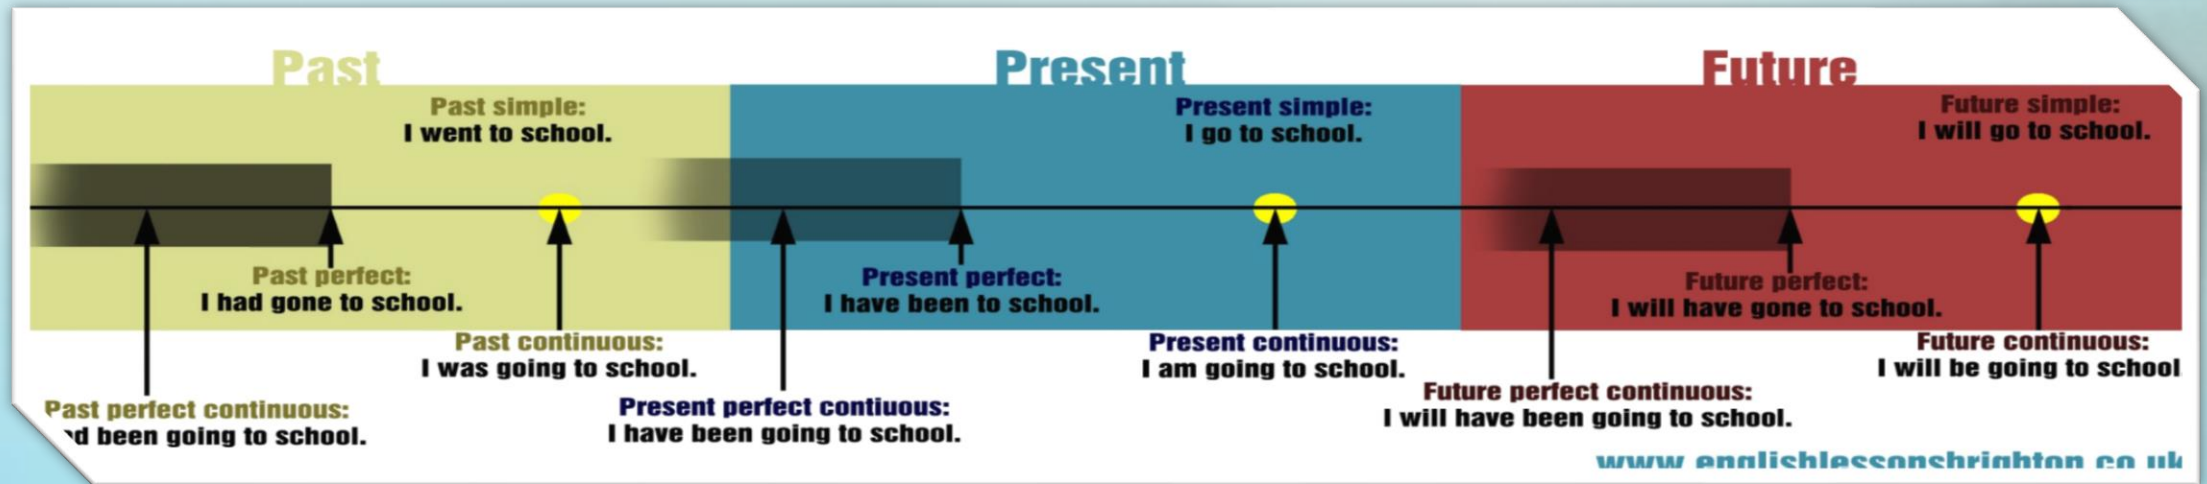 Past
Present
Future
Past simple:
I went to school.
Present simple:
I go to school.
Future simple:
I will go to school.
Past perfect:
I had gone to school.
Present perfect:
I have been to school.
Future perfect:
I will have gone to school.
Past continuous:
I was going to school.
Present continuous:
I am going to school.
Future continuous:
I will be going to school
Past perfect continuous:
been going to school.
Present perfect contiuous:
I have been going to school.
Future perfect continuous:
I will have been going to school.
www englishlessonsbrighton co uk